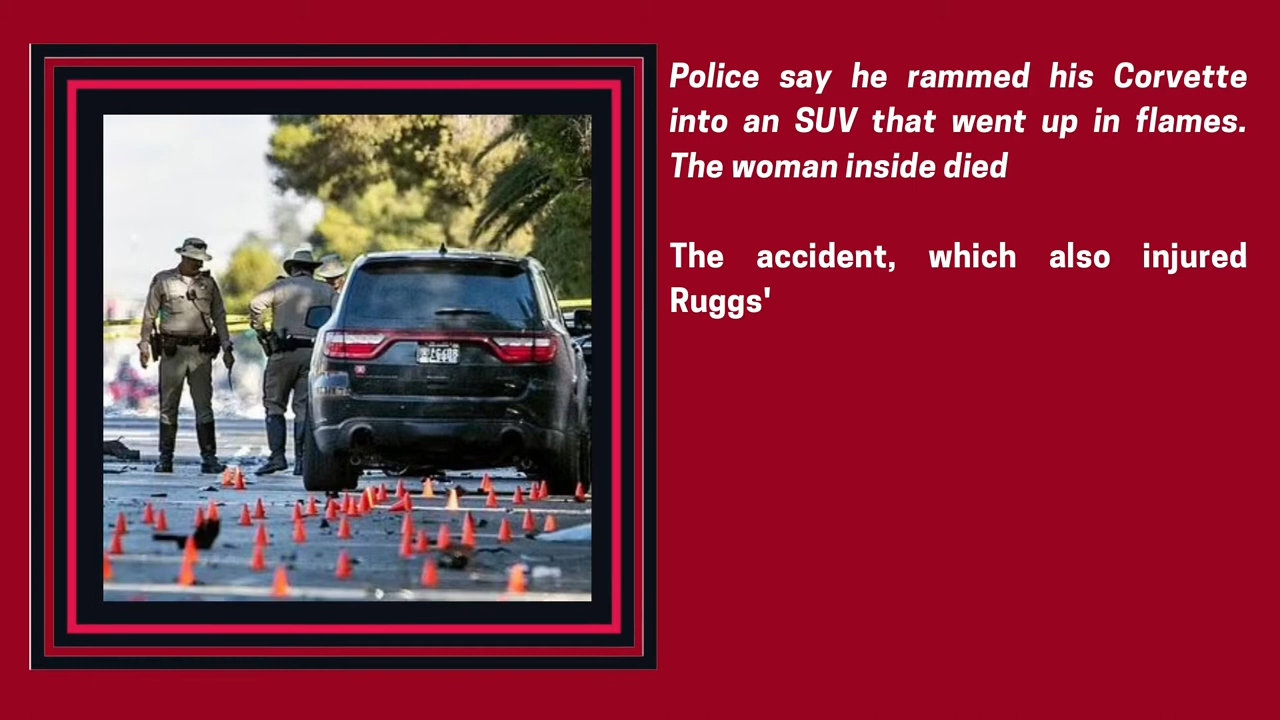 Police say he rammed his Corvette
into an SUV that went up in flames.
The woman inside died
The accident, which also injured
Ruggs'